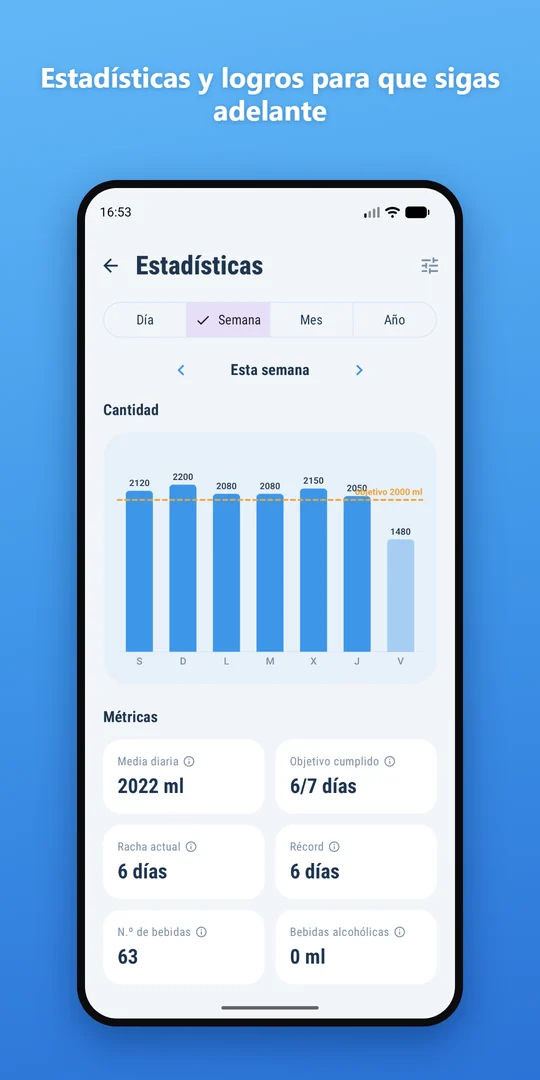 Estadísticas y logros para que sigas
adelante
16:53
Estadísticas
Día
Semana
Mes
Año
Esta semana
Cantidad
2120
2200
2080
2080
2150
2050
Objetivo 2000 ml
1480
S
D
L
M
X
J
V
Métricas
Media diaria
2022 ml
Objetivo cumplido
6/7 días
Racha actual
6 días
Récord
6 días
N.º de bebidas
63
Bebidas alcohólicas
0 ml